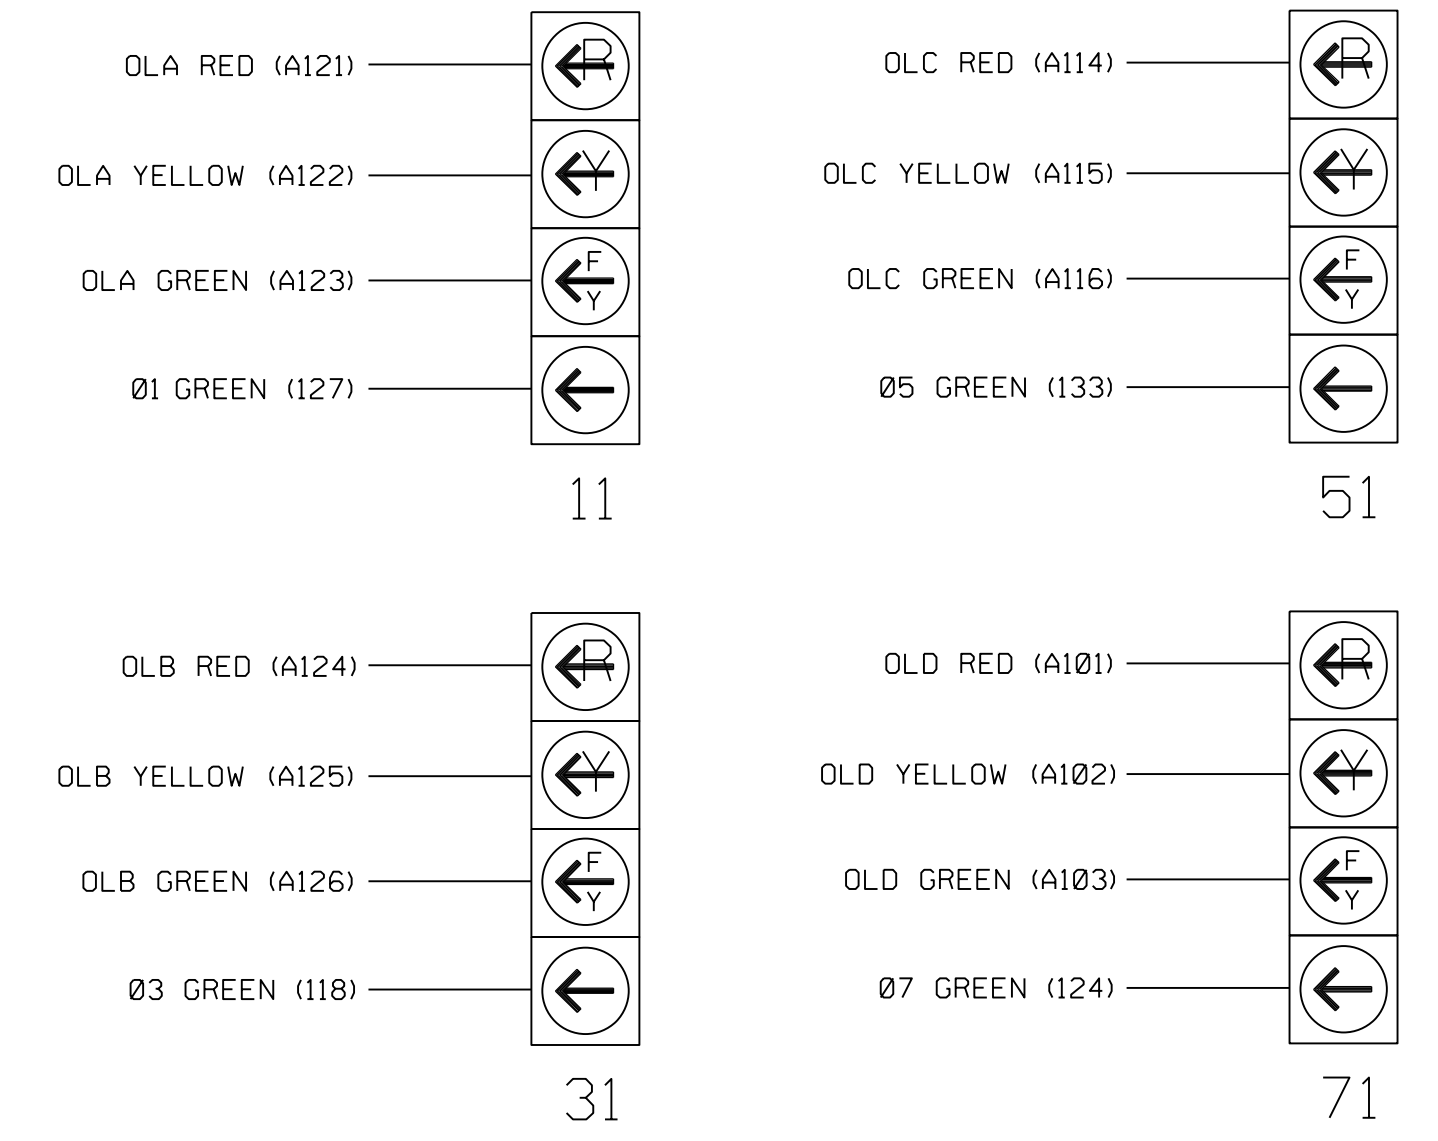 OLA RED (A121)
R
OLA YELLOW (A122)
Y
OLA GREEN (A123)
F
Y
Ø1 GREEN (127)
11
OLC RED (A114)
R
OLC YELLOW (A115)
Y
OLC GREEN (A116)
F
Y
Ø5 GREEN (133)
51
OLB RED (A124)
R
OLB YELLOW (A125)
Y
OLB GREEN (A126)
F
Y
Ø3 GREEN (118)
31
OLD RED (A1Ø1)
R
OLD YELLOW (A1Ø2)
Y
OLD GREEN (A1Ø3)
F
Y
Ø7 GREEN (124)
71